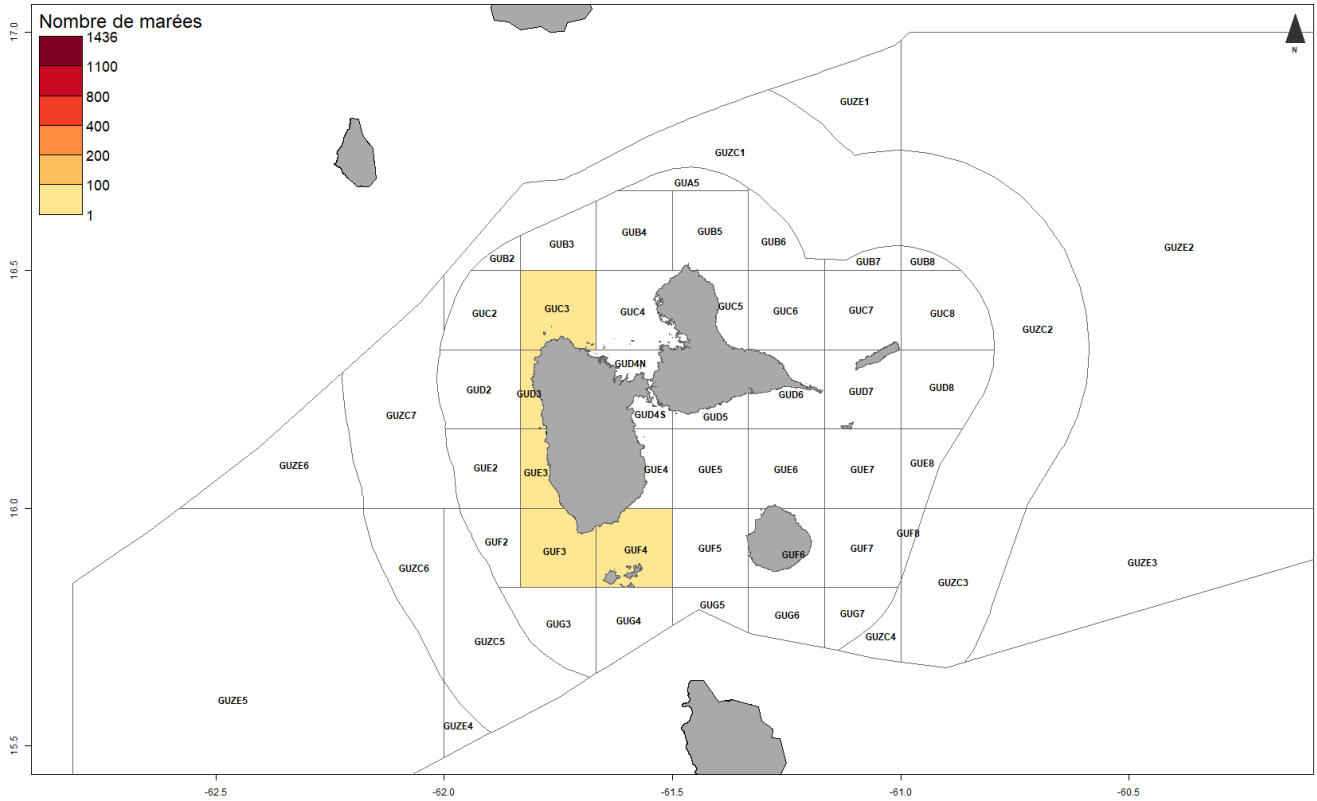 Nombre de marées
1436
1100
800
400
200
100
1
N
17.0
16.5
16.0
15.5
GUZE1
GUZC1
GUA5
GUB4
GUB5
GUB3
GUB6
GUZE2
GUB2
GUB7
GUB8
GUC3
GUC4
GUC5
GUC6
GUC7
GUC2
GUC8
GUZC2
GUD4N
GUD2
GUD3
GUD6
GUD7
GUD8
GUZC7
GUD4S
GUD5
GUZE6
GUE2
GUE3
GUE4
GUE5
GUE6
GUE7
GUE8
GUF2
GUF3
GUF4
GUF5
GUF6
GUF7
GUF8
GUZE3
GUZC6
GUZC3
GUG3
GUG4
GUG5
GUG6
GUG7
GUZC5
GUZC4
GUZE5
GUZE4
-62.5
-62.0
-61.5
-61.0
-60.5